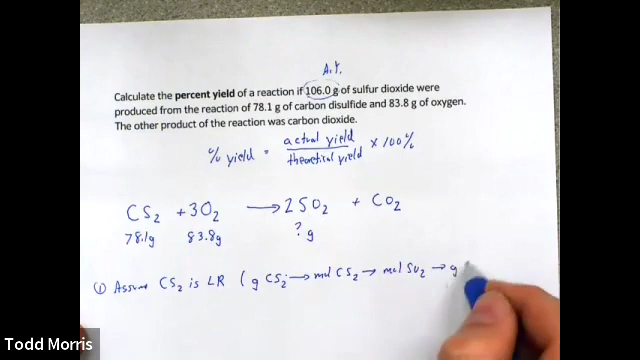 A.Y.
Calculate the percent yield of a reaction if 106.0 g of sulfur dioxide were
produced from the reaction of 78.1 g of carbon disulfide and 83.8 g of oxygen.
The other product of the reaction was carbon dioxide.
% yield = actual yield / theoretical yield × 100%
CS₂ + 3O₂ → 2SO₂ + CO₂
78.1g 83.8g ? g
① Assume CS₂ is LR ( g CS₂ → mol CS₂ → mol SO₂ → g
Todd Morris